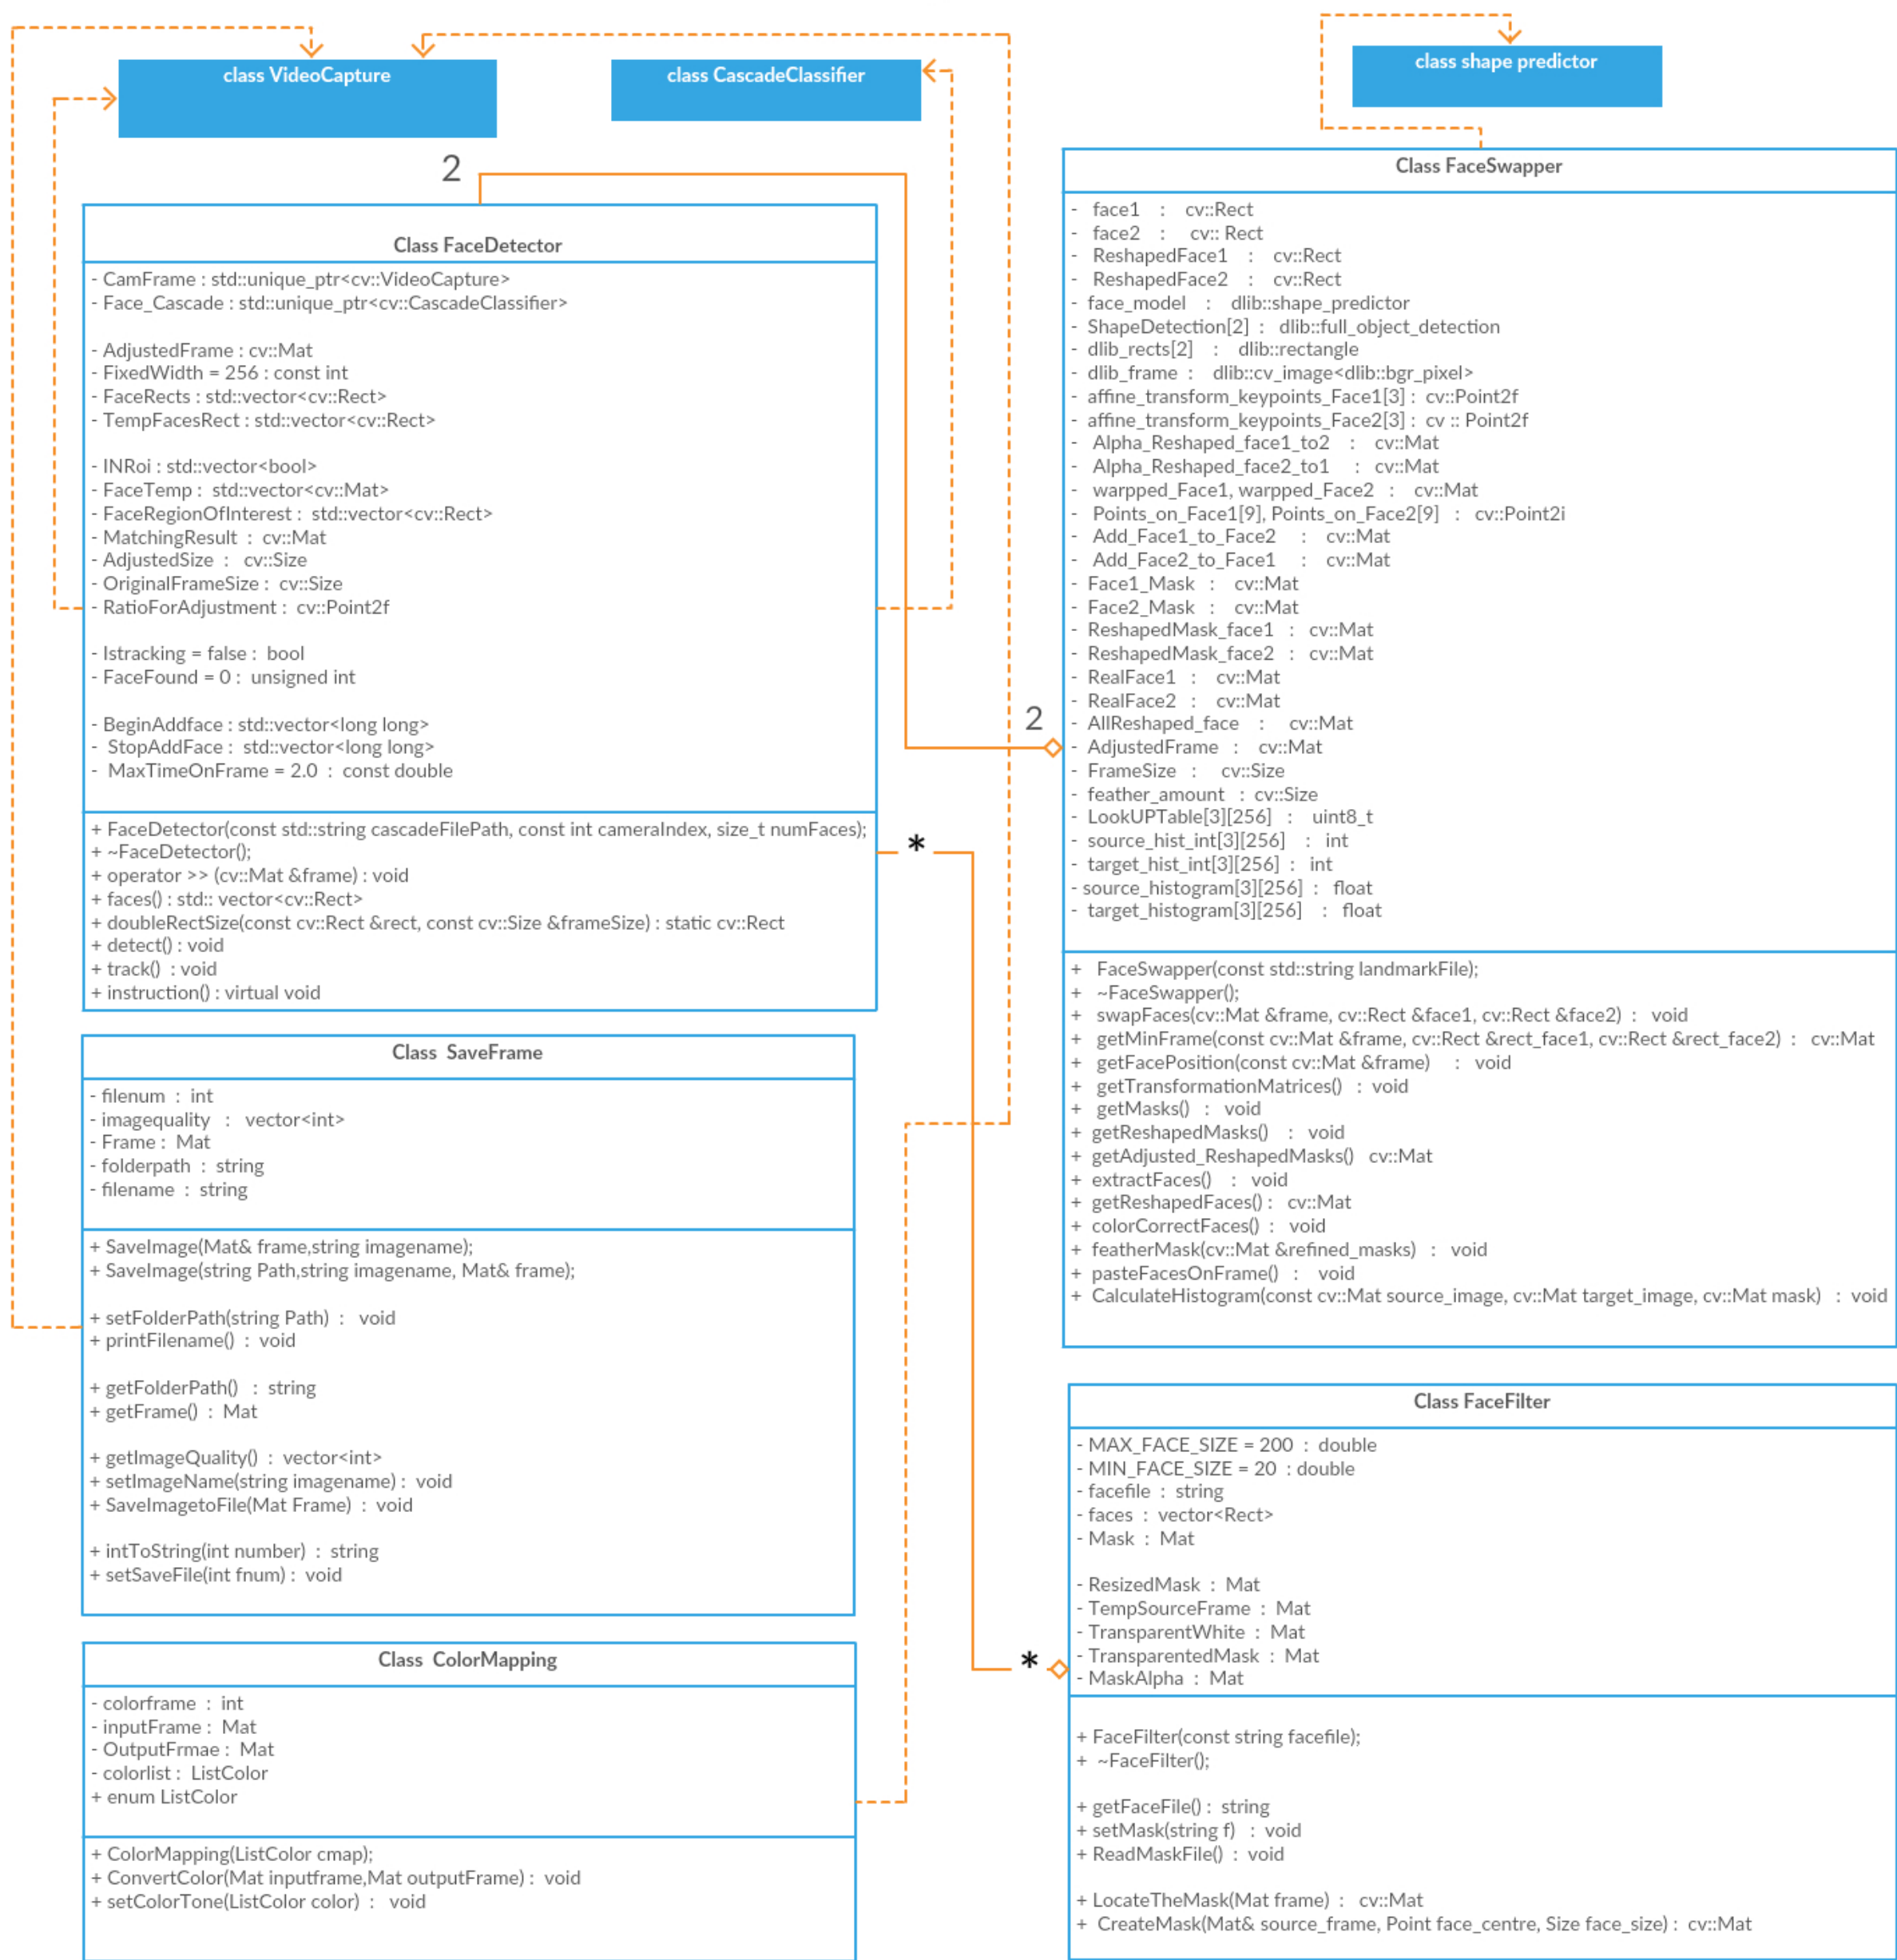 class VideoCapture
class CascadeClassifier
class shape predictor
2
Class FaceDetector
- CamFrame : std::unique_ptr<cv::VideoCapture>
- Face_Cascade : std::unique_ptr<cv::CascadeClassifier>
- AdjustedFrame : cv::Mat
- FixedWidth = 256 : const int
- FaceRects : std::vector<cv::Rect>
- TempFacesRect : std::vector<cv::Rect>
- INRoi : std::vector<bool>
- FaceTemp : std::vector<cv::Mat>
- FaceRegionOfInterest : std::vector<cv::Rect>
- MatchingResult : cv::Mat
- AdjustedSize : cv::Size
- OriginalFrameSize : cv::Size
- RatioForAdjustment : cv::Point2f
- Istracking = false : bool
- FaceFound = 0 : unsigned int
- BeginAddface : std::vector<long long>
- StopAddFace : std::vector<long long>
- MaxTimeOnFrame = 2.0 : const double
+ FaceDetector(const std::string cascadeFilePath, const int cameraIndex, size_t numFaces);
+ ~FaceDetector();
+ operator >> (cv::Mat &frame) : void
+ faces() : std:: vector<cv::Rect>
+ doubleRectSize(const cv::Rect &rect, const cv::Size &frameSize) : static cv::Rect
+ detect() : void
+ track() : void
+ instruction() : virtual void
*
Class FaceSwapper
- face1 : cv::Rect
- face2 : cv:: Rect
- ReshapedFace1 : cv::Rect
- ReshapedFace2 : cv::Rect
- face_model : dlib::shape_predictor
- ShapeDetection[2] : dlib::full_object_detection
- dlib_rects[2] : dlib::rectangle
- dlib_frame : dlib::cv_image<dlib::bgr_pixel>
- affine_transform_keypoints_Face1[3] : cv::Point2f
- affine_transform_keypoints_Face2[3] : cv :: Point2f
- Alpha_Reshaped_face1_to2 : cv::Mat
- Alpha_Reshaped_face2_to1 : cv::Mat
- warpped_Face1, warpped_Face2 : cv::Mat
- Points_on_Face1[9], Points_on_Face2[9] : cv::Point2i
- Add_Face1_to_Face2 : cv::Mat
- Add_Face2_to_Face1 : cv::Mat
- Face1_Mask : cv::Mat
- Face2_Mask : cv::Mat
- ReshapedMask_face1 : cv::Mat
- ReshapedMask_face2 : cv::Mat
- RealFace1 : cv::Mat
- RealFace2 : cv::Mat
- AllReshaped_face : cv::Mat
2
- AdjustedFrame : cv::Mat
- FrameSize : cv::Size
- feather_amount : cv::Size
- LookUPTable[3][256] : uint8_t
- source_hist_int[3][256] : int
- target_hist_int[3][256] : int
- source_histogram[3][256] : float
- target_histogram[3][256] : float
+ FaceSwapper(const std::string landmarkFile);
+ ~FaceSwapper();
+ swapFaces(cv::Mat &frame, cv::Rect &face1, cv::Rect &face2) : void
+ getMinFrame(const cv::Mat &frame, cv::Rect &rect_face1, cv::Rect &rect_face2) : cv::Mat
+ getFacePosition(const cv::Mat &frame) : void
+ getTransformationMatrices() : void
+ getMasks() : void
+ getReshapedMasks() : void
+ getAdjusted_ReshapedMasks() cv::Mat
+ extractFaces() : void
+ getReshapedFaces() : cv::Mat
+ colorCorrectFaces() : void
+ featherMask(cv::Mat &refined_masks) : void
+ pasteFacesOnFrame() : void
+ CalculateHistogram(const cv::Mat source_image, cv::Mat target_image, cv::Mat mask) : void
Class SaveFrame
- filenum : int
- imagequality : vector<int>
- Frame : Mat
- folderpath : string
- filename : string
+ SaveImage(Mat& frame,string imagename);
+ SaveImage(string Path,string imagename, Mat& frame);
+ setFolderPath(string Path) : void
+ printFilename() : void
+ getFolderPath() : string
+ getFrame() : Mat
+ getImageQuality() : vector<int>
+ setImageName(string imagename) : void
+ SaveImagetoFile(Mat Frame) : void
+ intToString(int number) : string
+ setSaveFile(int fnum) : void
Class ColorMapping
- colorframe : int
- inputFrame : Mat
- OutputFrmae : Mat
- colorlist : ListColor
+ enum ListColor
+ ColorMapping(ListColor cmap);
+ ConvertColor(Mat inputframe,Mat outputFrame) : void
+ setColorTone(ListColor color) : void
Class FaceFilter
- MAX_FACE_SIZE = 200 : double
- MIN_FACE_SIZE = 20 : double
- facefile : string
- faces : vector<Rect>
- Mask : Mat
- ResizedMask : Mat
- TempSourceFrame : Mat
- TransparentWhite : Mat
- TransparentedMask : Mat
*
- MaskAlpha : Mat
+ FaceFilter(const string facefile);
+ ~FaceFilter();
+ getFaceFile() : string
+ setMask(string f) : void
+ ReadMaskFile() : void
+ LocateTheMask(Mat frame) : cv::Mat
+ CreateMask(Mat& source_frame, Point face_centre, Size face_size) : cv::Mat